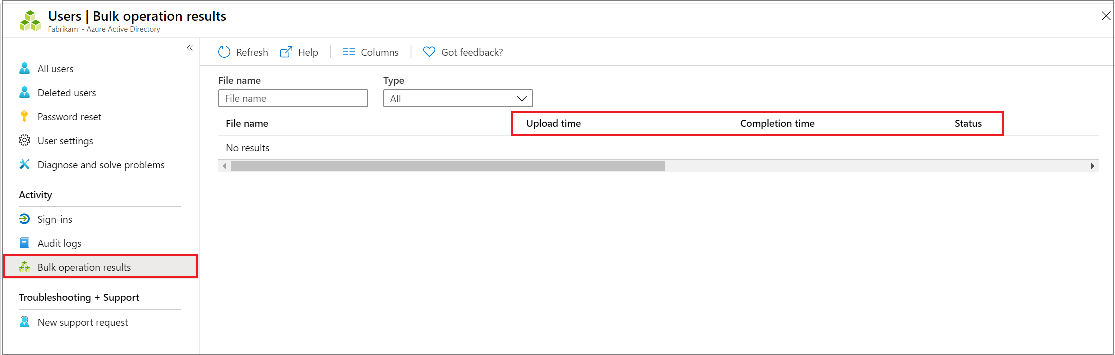 Users | Bulk operation results
Fabrikam - Azure Active Directory
All users
Deleted users
Password reset
User settings
Diagnose and solve problems
Activity
Sign-ins
Audit logs
Bulk operation results
Troubleshooting + Support
New support request
Refresh Help Columns Got feedback?
File name Type
File name All
File name Upload time Completion time Status
No results